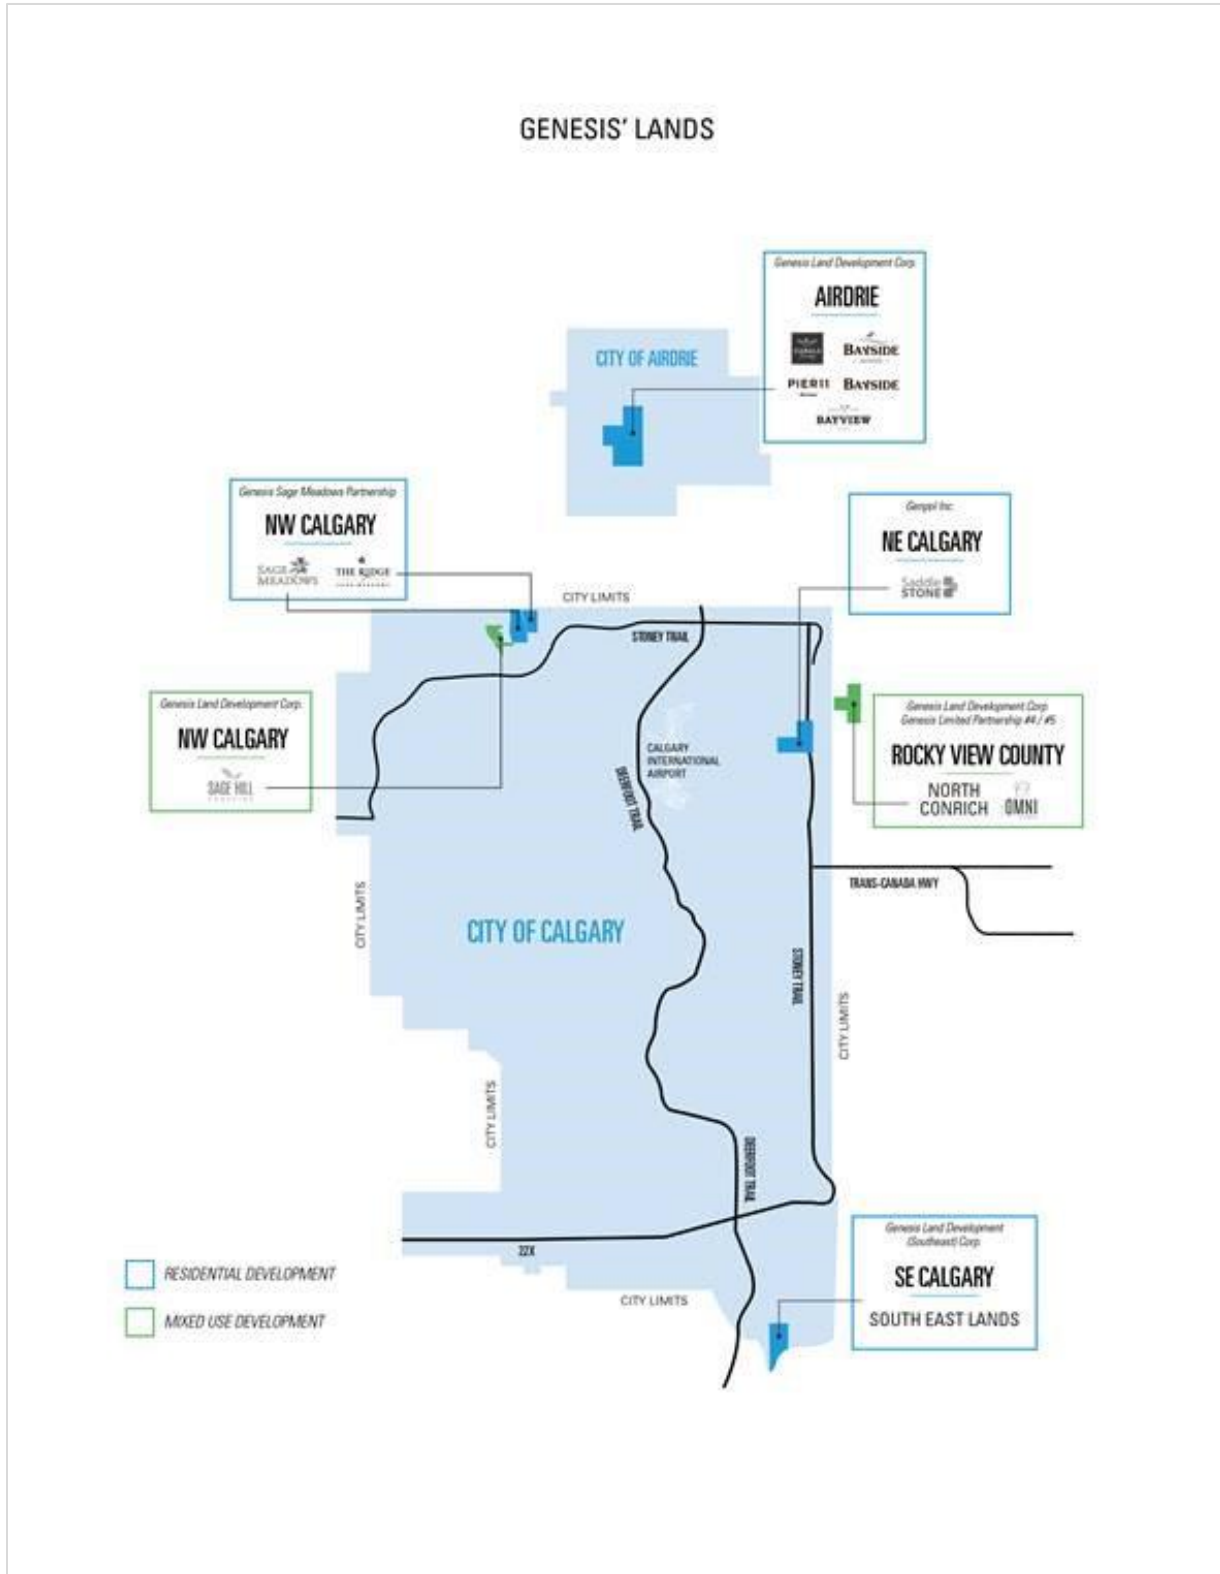 GENESIS' LANDS
Genesis Land Development Corp.
AIRDRIE
BAYSIDE
PIER11
BAYSIDE
BAYVIEW
CITY OF AIRDRIE
Genesis Sage Meadows Partnership
NW CALGARY
SAGE
MEADOWS
THE RIDGE
Genpol Inc.
NE CALGARY
Saddle
STONE
CITY LIMITS
STONEY TRAIL
Genesis Land Development Corp.
NW CALGARY
SAGE HILL
Genesis Land Development Corp.
Genesis Limited Partnership #4 / #5
ROCKY VIEW COUNTY
NORTH
CONRICH
OMNI
CALGARY
INTERNATIONAL
AIRPORT
DEERFOOT TRAIL
TRANS-CANADA HWY
CITY LIMITS
CITY OF CALGARY
STONEY TRAIL
CITY LIMITS
CITY LIMITS
DEERFOOT TRAIL
22X
CITY LIMITS
Genesis Land Development
(Southeast) Corp.
SE CALGARY
SOUTH EAST LANDS
RESIDENTIAL DEVELOPMENT
MIXED USE DEVELOPMENT